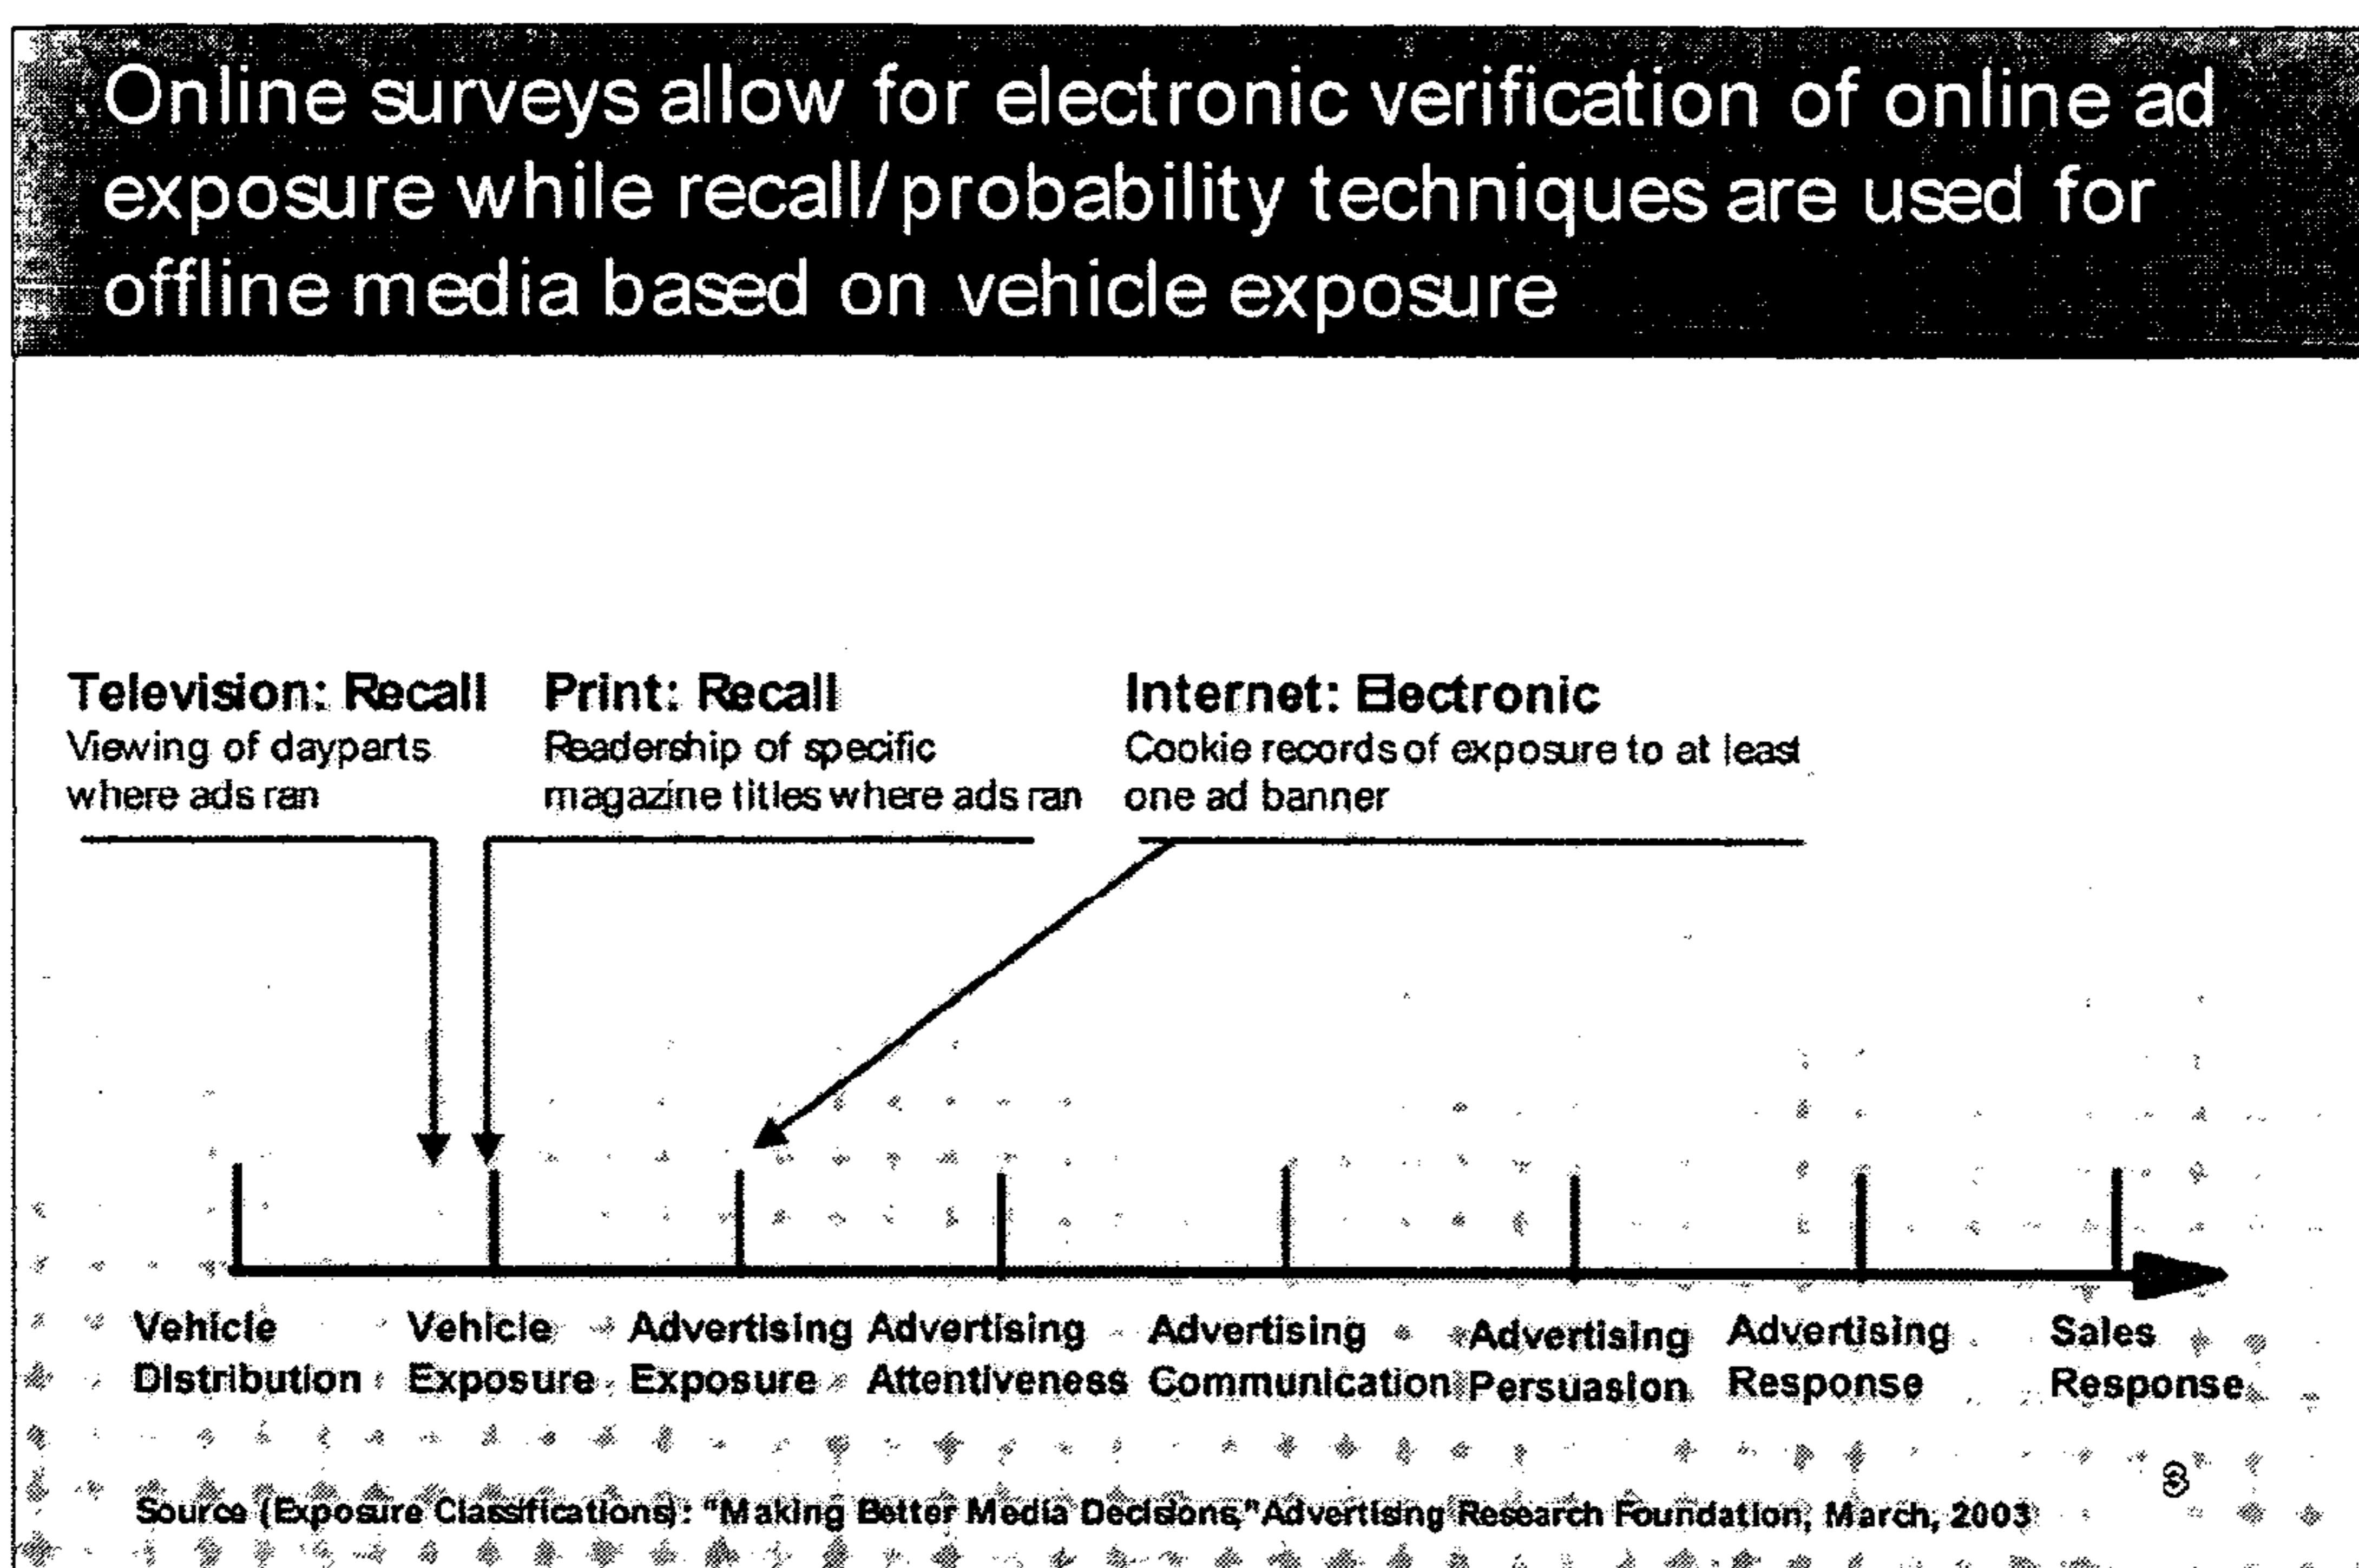 Online surveys allow for electronic verification of online ad
exposure while recall/probability techniques are used for
offline media based on vehicle exposure
Television: Recall
Viewing of dayparts
where ads ran
Print: Recall
Readership of specific
magazine titles where ads ran
Internet: Electronic
Cookie records of exposure to at least
one ad banner
Vehicle
Distribution
Vehicle
Exposure
Advertising
Exposure
Advertising
Attentiveness
Advertising
Communication
Advertising
Persuasion
Advertising
Response
Sales
Response
3
Source (Exposure Classifications): "Making Better Media Decisions," Advertising Research Foundation, March, 2003